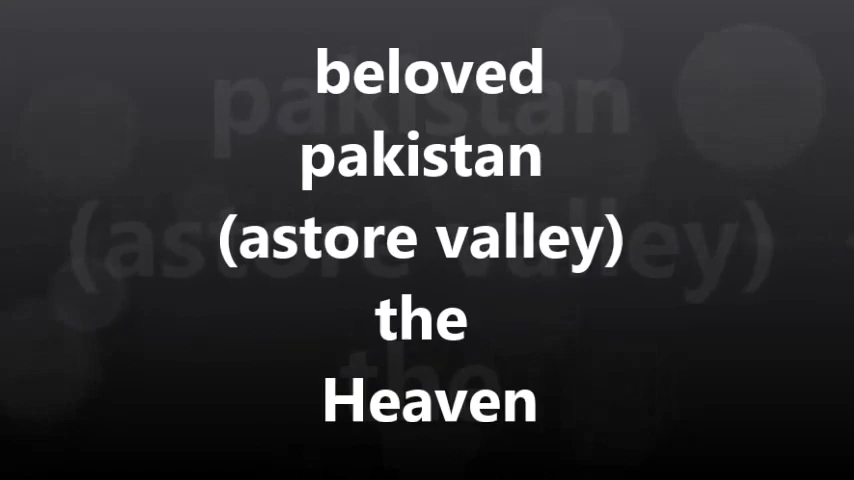 beloved
pakistan
(astore valley)
the
Heaven